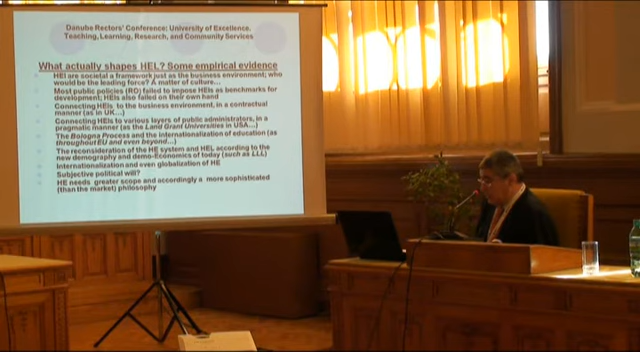 Danube Rectors' Conference: University of Excellence.
Teaching, Learning, Research, and Community Services
What actually shapes HEL? Some empirical evidence
HEI are societal a framework just as the business environment; who
would be the leading force? A matter of culture...
Most public policies (RO) failed to impose HEIs as benchmarks for
development; HEIs also failed on their own hand
Connecting HEIs to the business environment, in a contractual
manner (as in UK...)
Connecting HEIs to various layers of public administrators, in a
pragmatic manner (as the Land Grant Universities in USA...)
The Bologna Process and the internationalization of education (as
throughout EU and even beyond...)
The reconsideration of the HE system and HEI, according to the
new demography and demo-Economics of today (such as LLL)
Internationalization and even globalization of HE
Subjective political will?
HE needs greater scope and accordingly a more sophisticated
(than the market) philosophy